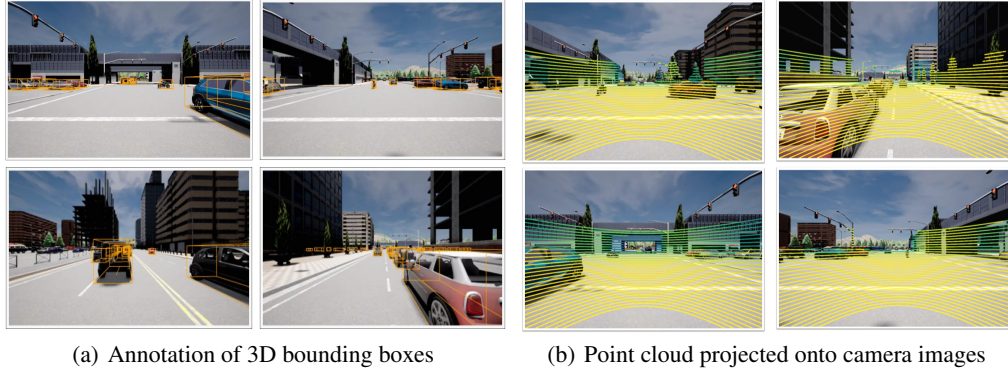 (a) Annotation of 3D bounding boxes
(b) Point cloud projected onto camera images